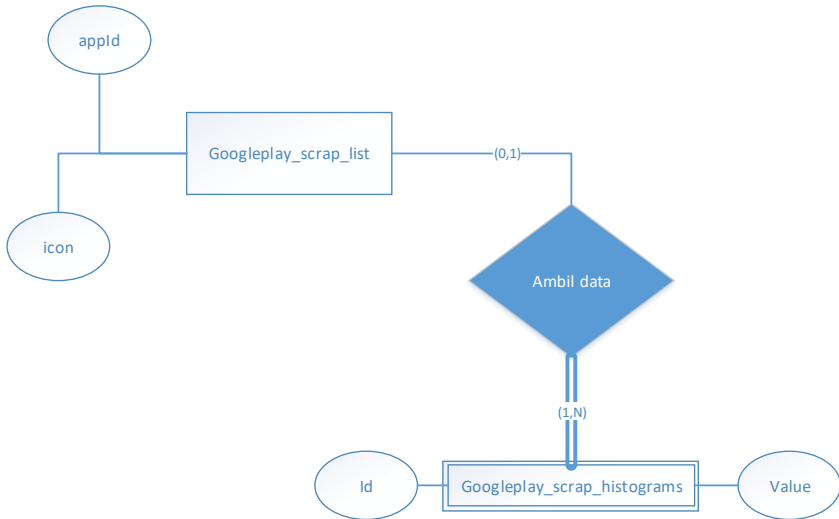 appId
Googleplay_scrap_list
(0,1)
icon
Ambil data
(1,N)
Id
Googleplay_scrap_histograms
Value